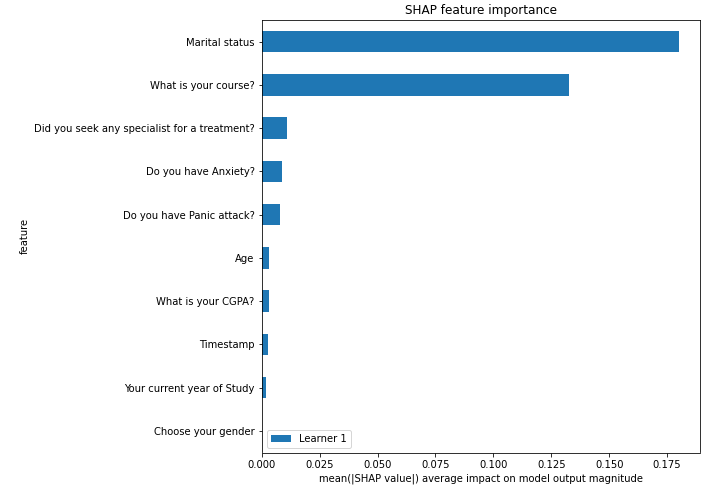 SHAP feature importance
Marital status
What is your course?
Did you seek any specialist for a treatment?
Do you have Anxiety?
Do you have Panic attack?
feature
Age
What is your CGPA?
Timestamp
Your current year of Study
Choose your gender
Learner 1
0.000 0.025 0.050 0.075 0.100 0.125 0.150 0.175
mean(|SHAP value|) average impact on model output magnitude